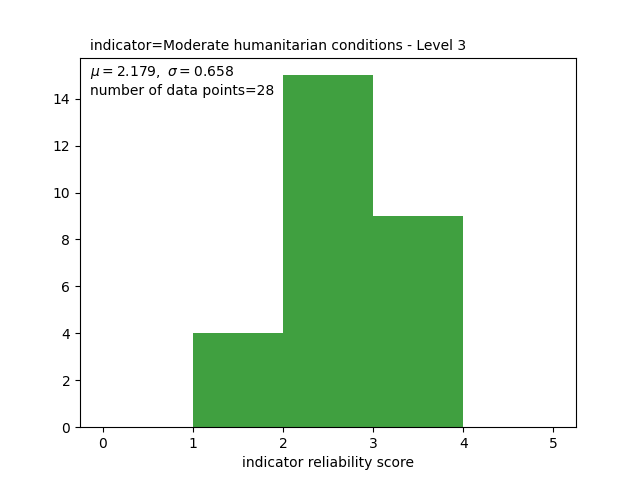 indicator=Moderate humanitarian conditions - Level 3
μ = 2.179, σ = 0.658
number of data points=28
14
12
10
8
6
4
2
0
0 1 2 3 4 5
indicator reliability score